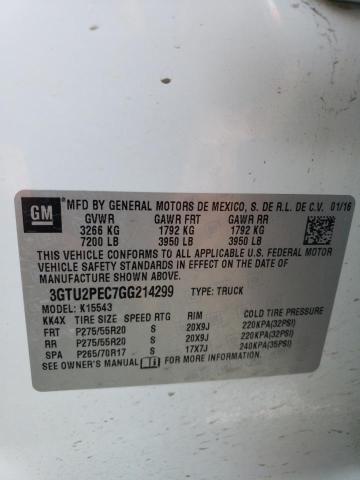 GM
MFD BY GENERAL MOTORS DE MEXICO, S. DE R.L. DE C.V. 01/16
GVWR GAWR FRT GAWR RR
3266 KG 1792 KG 1792 KG
7200 LB 3950 LB 3950 LB
THIS VEHICLE CONFORMS TO ALL APPLICABLE U.S.
FEDERAL MOTOR VEHICLE SAFETY STANDARDS IN EFFECT ON THE DATE OF
MANUFACTURE SHOWN ABOVE.
3GTU2PEC7GG214299 TYPE: TRUCK
MODEL: K15543
KK4X TIRE SIZE SPEED RTG RIM COLD TIRE PRESSURE
FRT P275/55R20 S 20X9J 220KPA(32PSI)
RR P275/55R20 S 20X9J 220KPA(32PSI)
SPA P265/70R17 S 17X7J 240KPA(35PSI)
SEE OWNER'S MANUAL FOR ADDITIONAL INFORMATION.